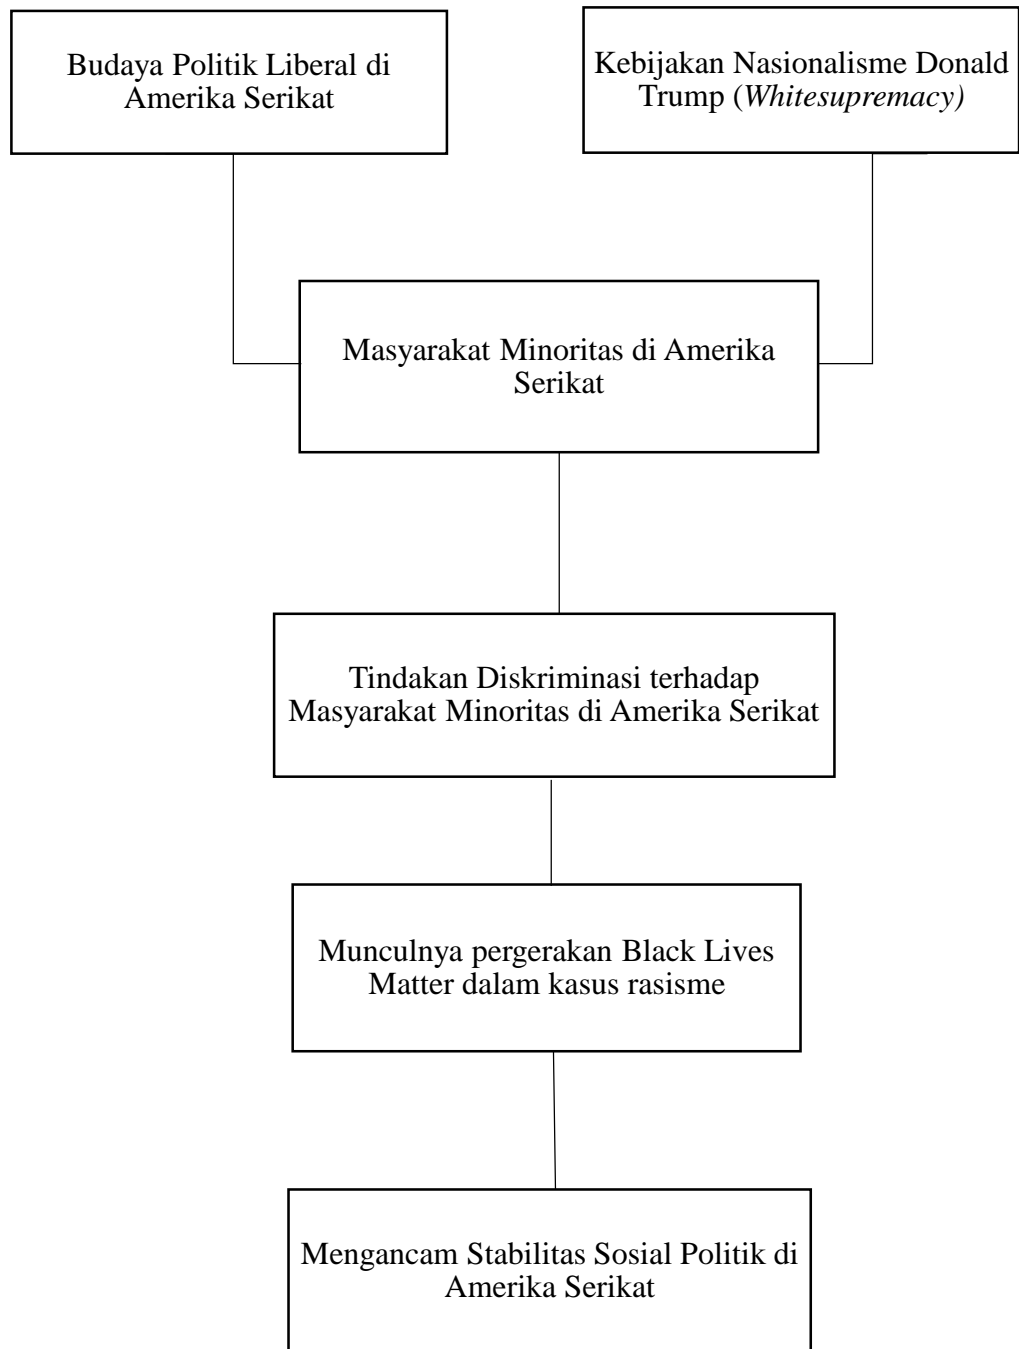 Budaya Politik Liberal di
Amerika Serikat
Kebijakan Nasionalisme Donald
Trump (Whitesupremacy)
Masyarakat Minoritas di Amerika
Serikat
Tindakan Diskriminasi terhadap
Masyarakat Minoritas di Amerika Serikat
Munculnya pergerakan Black Lives
Matter dalam kasus rasisme
Mengancam Stabilitas Sosial Politik di
Amerika Serikat